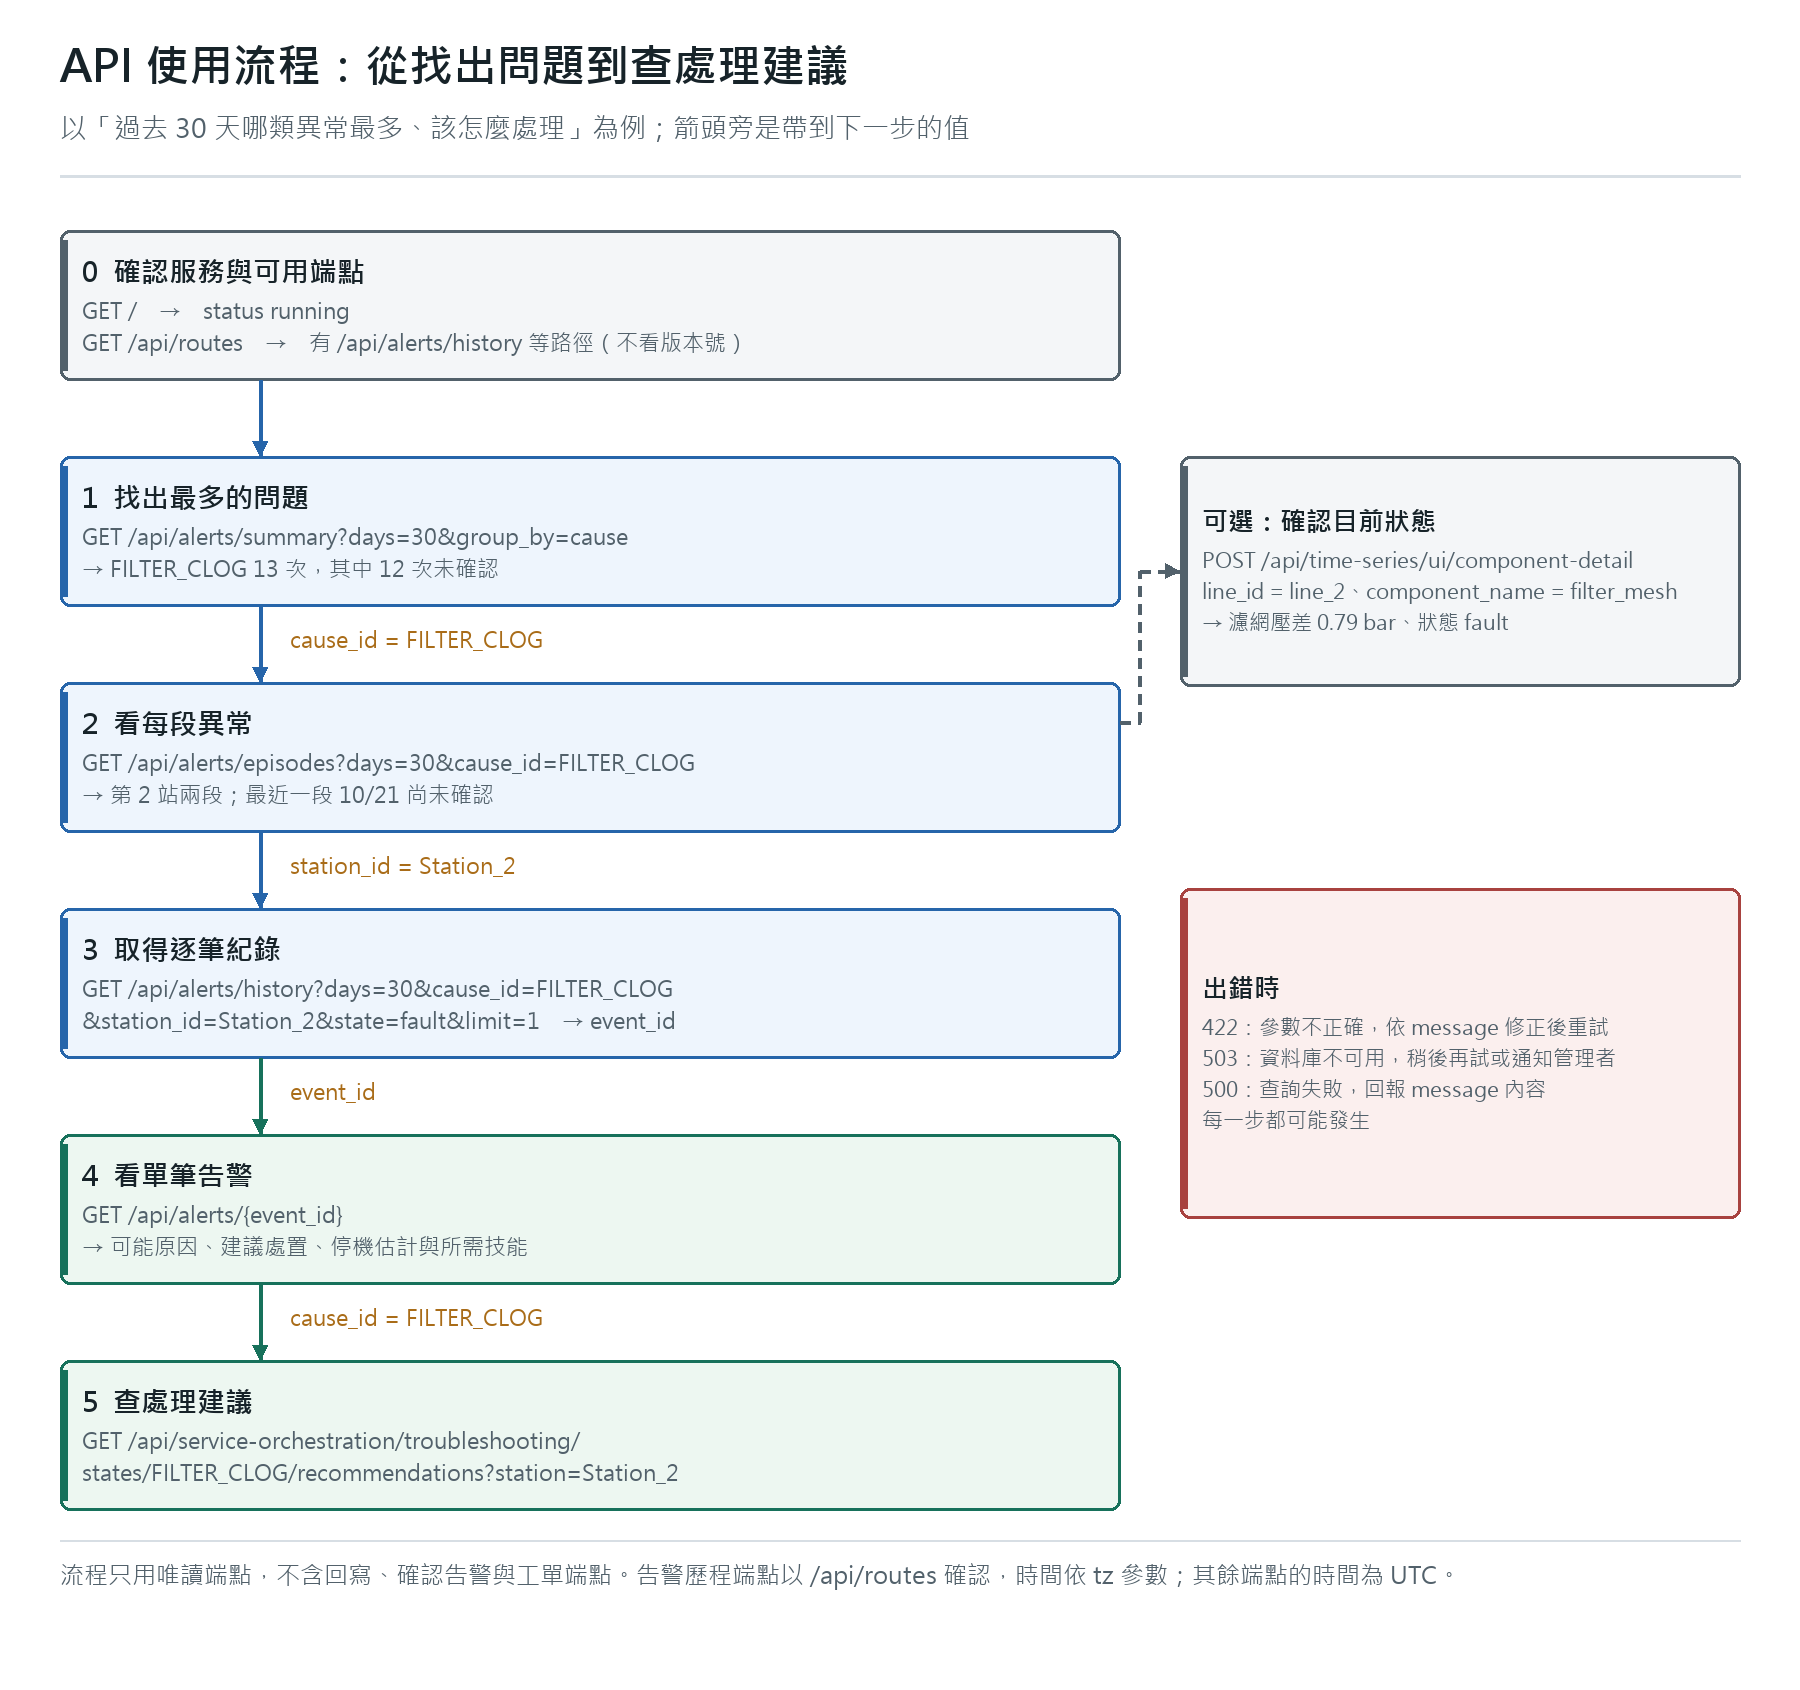 API 使用流程：從找出問題到查處理建議
以「過去 30 天哪類異常最多、該怎麼處理」為例；箭頭旁是帶到下一步的值
0 確認服務與可用端點
GET / → status running
GET /api/routes → 有 /api/alerts/history 等路徑（不看版本號）
1 找出最多的問題
GET /api/alerts/summary?days=30&group_by=cause
→ FILTER_CLOG 13 次，其中 12 次未確認
cause_id = FILTER_CLOG
可選：確認目前狀態
POST /api/time-series/ui/component-detail
line_id = line_2、component_name = filter_mesh
→ 濾網壓差 0.79 bar、狀態 fault
2 看每段異常
GET /api/alerts/episodes?days=30&cause_id=FILTER_CLOG
→ 第 2 站兩段；最近一段 10/21 尚未確認
station_id = Station_2
3 取得逐筆紀錄
GET /api/alerts/history?days=30&cause_id=FILTER_CLOG
&station_id=Station_2&state=fault&limit=1 → event_id
event_id
出錯時
422：參數不正確，依 message 修正後重試
503：資料庫不可用，稍後再試或通知管理者
500：查詢失敗，回報 message 內容
每一步都可能發生
4 看單筆告警
GET /api/alerts/{event_id}
→ 可能原因、建議處置、停機估計與所需技能
cause_id = FILTER_CLOG
5 查處理建議
GET /api/service-orchestration/troubleshooting/
states/FILTER_CLOG/recommendations?station=Station_2
流程只用唯讀端點，不含回寫、確認告警與工單端點。告警歷程端點以 /api/routes 確認，時間依 tz 參數；其餘端點的時間為 UTC。